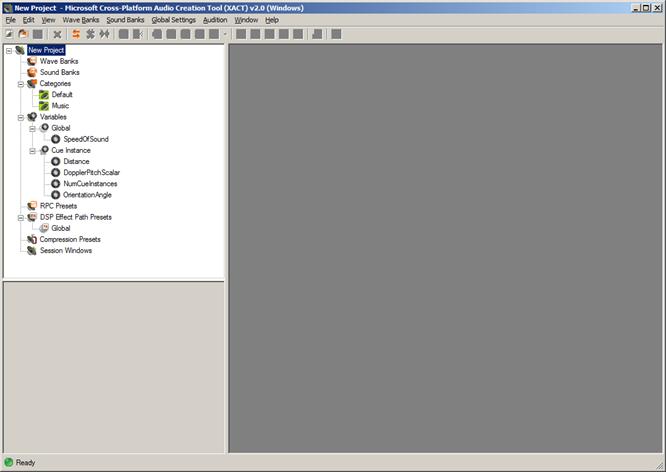 New Project - Microsoft Cross-Platform Audio Creation Tool (XACT) v2.0 (Windows)
File Edit View Wave Banks Sound Banks Global Settings Audition Window Help
New Project
Wave Banks
Sound Banks
Categories
Default
Music
Variables
Global
SpeedOfSound
Cue Instance
Distance
DopplerPitchScalar
NumCueInstances
OrientationAngle
RPC Presets
DSP Effect Path Presets
Global
Compression Presets
Session Windows
Ready